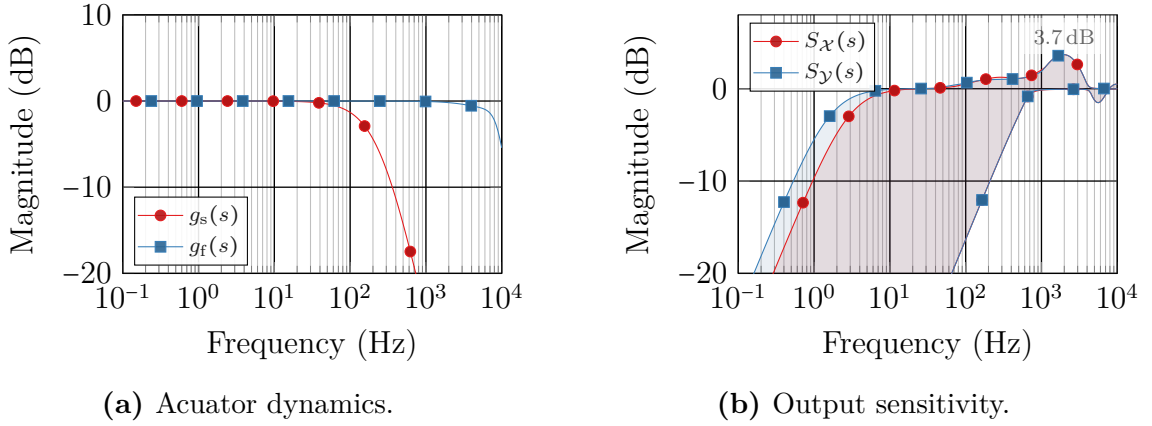 10
0
−10
−20
Magnitude (dB)
g_s(s)
g_f(s)
10^−1 10^0 10^1 10^2 10^3 10^4
Frequency (Hz)
(a) Acuator dynamics.
0
−10
−20
Magnitude (dB)
S_𝒳(s)
S_𝒴(s)
3.7 dB
10^−1 10^0 10^1 10^2 10^3 10^4
Frequency (Hz)
(b) Output sensitivity.